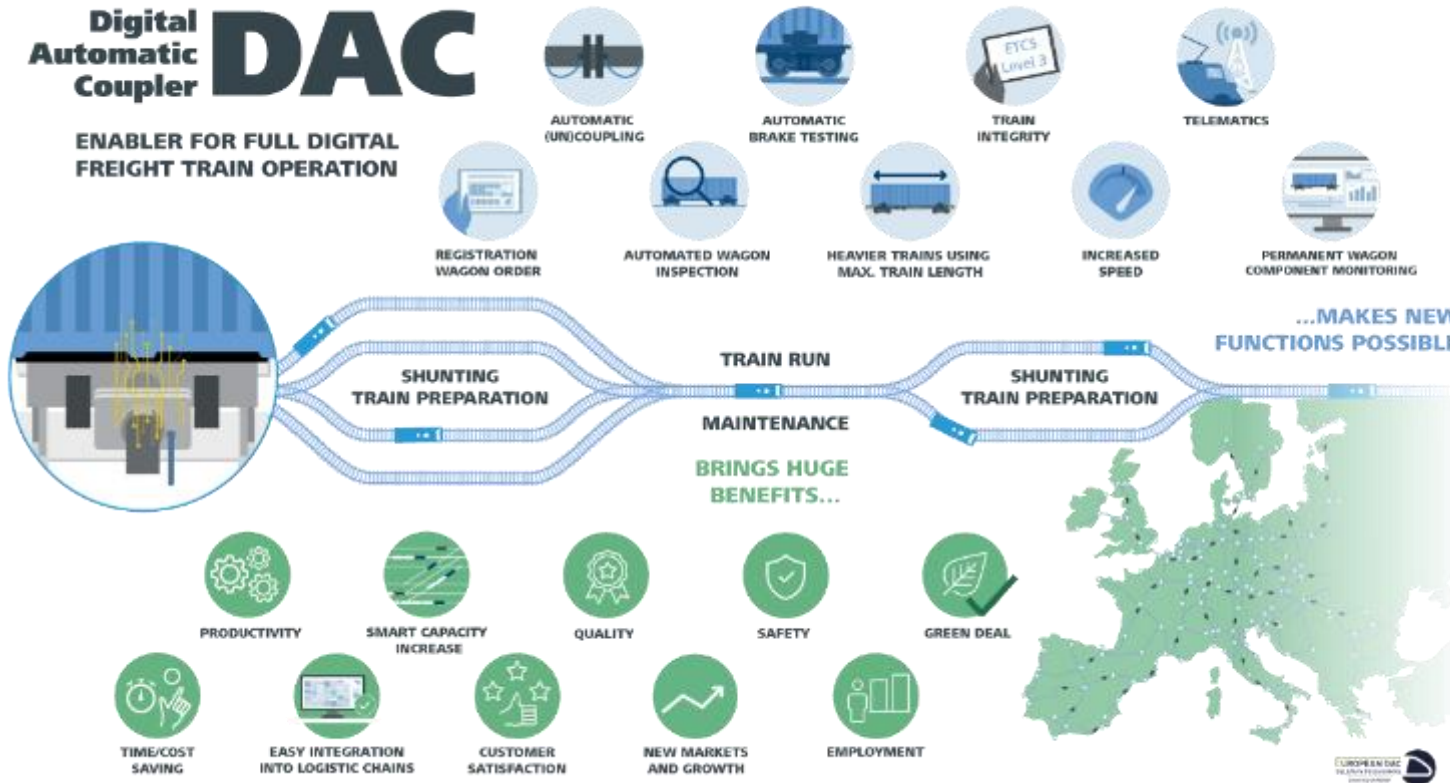 Digital
Automatic
Coupler
DAC
ENABLER FOR FULL DIGITAL
FREIGHT TRAIN OPERATION
ETCS
Level 3
AUTOMATIC
(UN)COUPLING
AUTOMATIC
BRAKE TESTING
TRAIN
INTEGRITY
TELEMATICS
REGISTRATION
WAGON ORDER
AUTOMATED WAGON
INSPECTION
HEAVIER TRAINS USING
MAX. TRAIN LENGTH
INCREASED
SPEED
PERMANENT WAGON
COMPONENT MONITORING
...MAKES NEW
FUNCTIONS POSSIBLE
SHUNTING
TRAIN PREPARATION
TRAIN RUN
MAINTENANCE
SHUNTING
TRAIN PREPARATION
BRINGS HUGE
BENEFITS...
PRODUCTIVITY
SMART CAPACITY
INCREASE
QUALITY
SAFETY
GREEN DEAL
TIME/COST
SAVING
EASY INTEGRATION
INTO LOGISTIC CHAINS
CUSTOMER
SATISFACTION
NEW MARKETS
AND GROWTH
EMPLOYMENT
EUROPEAN DAC